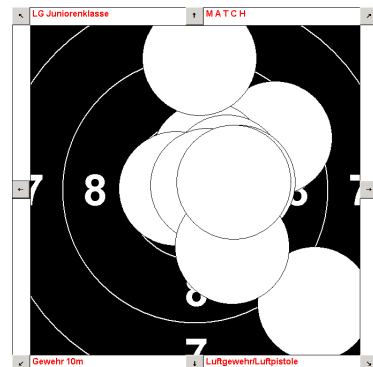 LG Juniorenklasse
M A T C H
7
8
7
8
7
Gewehr 10m
Luftgewehr/Luftpistole